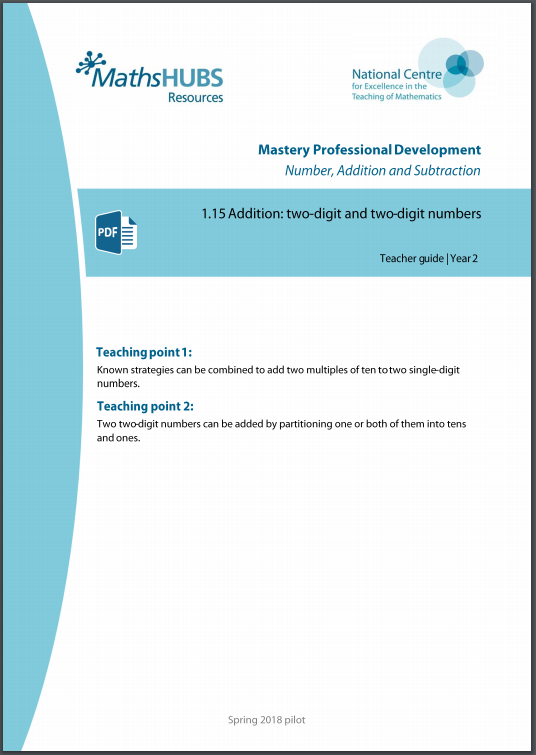 MathsHUBS
Resources
National Centre
for Excellence in the
Teaching of Mathematics
Mastery Professional Development
Number, Addition and Subtraction
1.15 Addition: two-digit and two-digit numbers
PDF
Teacher guide | Year 2
Teaching point 1:
Known strategies can be combined to add two multiples of ten to two single-digit
numbers.
Teaching point 2:
Two two-digit numbers can be added by partitioning one or both of them into tens
and ones.
Spring 2018 pilot